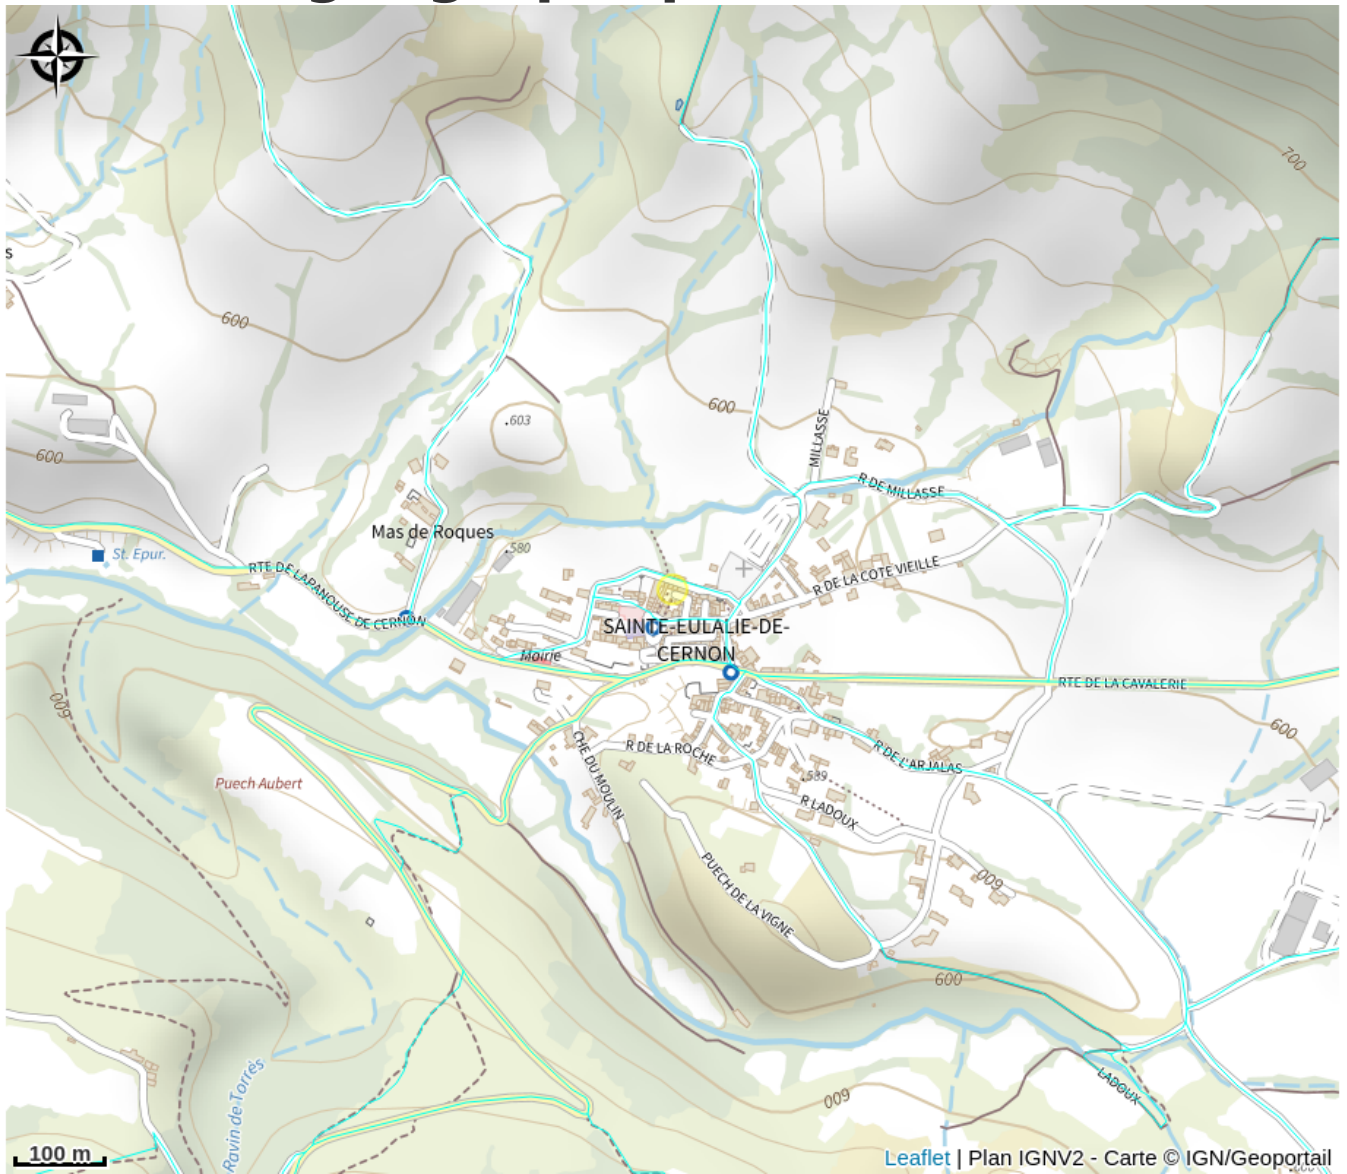 700
s
600
600
.603
600
MILLASSE
R DE MILLASSE
Mas de Roques
.580
St. Epur.
RTE DE LAPANOUSE DE CERNON
R DE LA COTE VIEILLE
SAINTE-EULALIE-DE-
CERNON
Mairie
RTE DE LA CAVALERIE
600
600
R DE LA ROCHE
CHE DU MOULIN
R DE L'ARJALAS
Puech Aubert
.589
R LADOUX
PUECH DE LA VIGNE
600
600
LADOUX
600
Ravin de Torrés
100 m
Leaflet | Plan IGNV2 - Carte © IGN/Geoportail